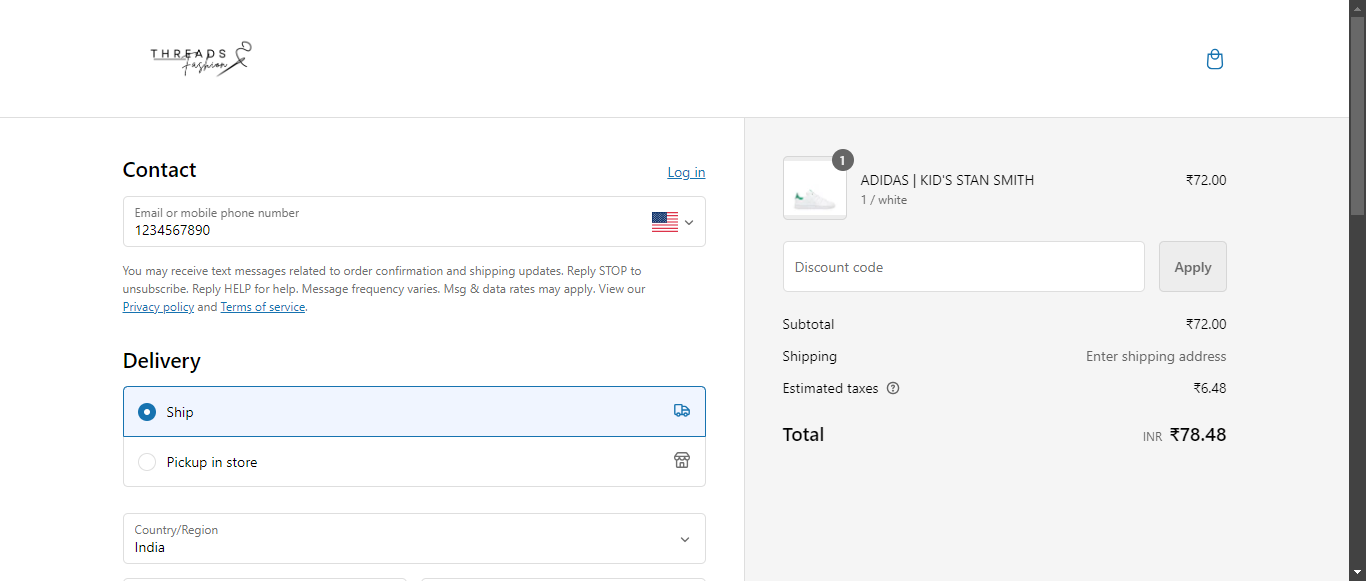 THREADS
Fashion
Contact
Log in
Email or mobile phone number
1234567890
You may receive text messages related to order confirmation and shipping updates. Reply STOP to
unsubscribe. Reply HELP for help. Message frequency varies. Msg & data rates may apply. View our
Privacy policy and Terms of service.
Delivery
Ship
Pickup in store
Country/Region
India
1
ADIDAS | KID'S STAN SMITH
₹72.00
1 / white
Discount code
Apply
Subtotal
₹72.00
Shipping
Enter shipping address
Estimated taxes
₹6.48
Total
INR ₹78.48